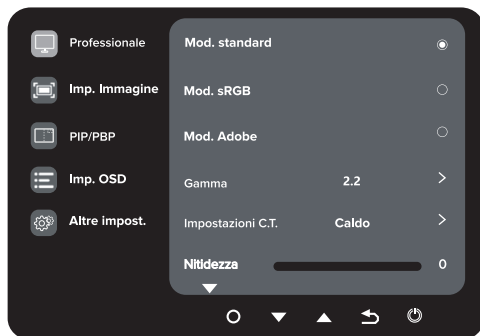 Professionale
Imp. Immagine
PIP/PBP
Imp. OSD
Altre impost.
Mod. standard
Mod. sRGB
Mod. Adobe
Gamma 2.2
Impostazioni C.T. Caldo
Nitidezza 0